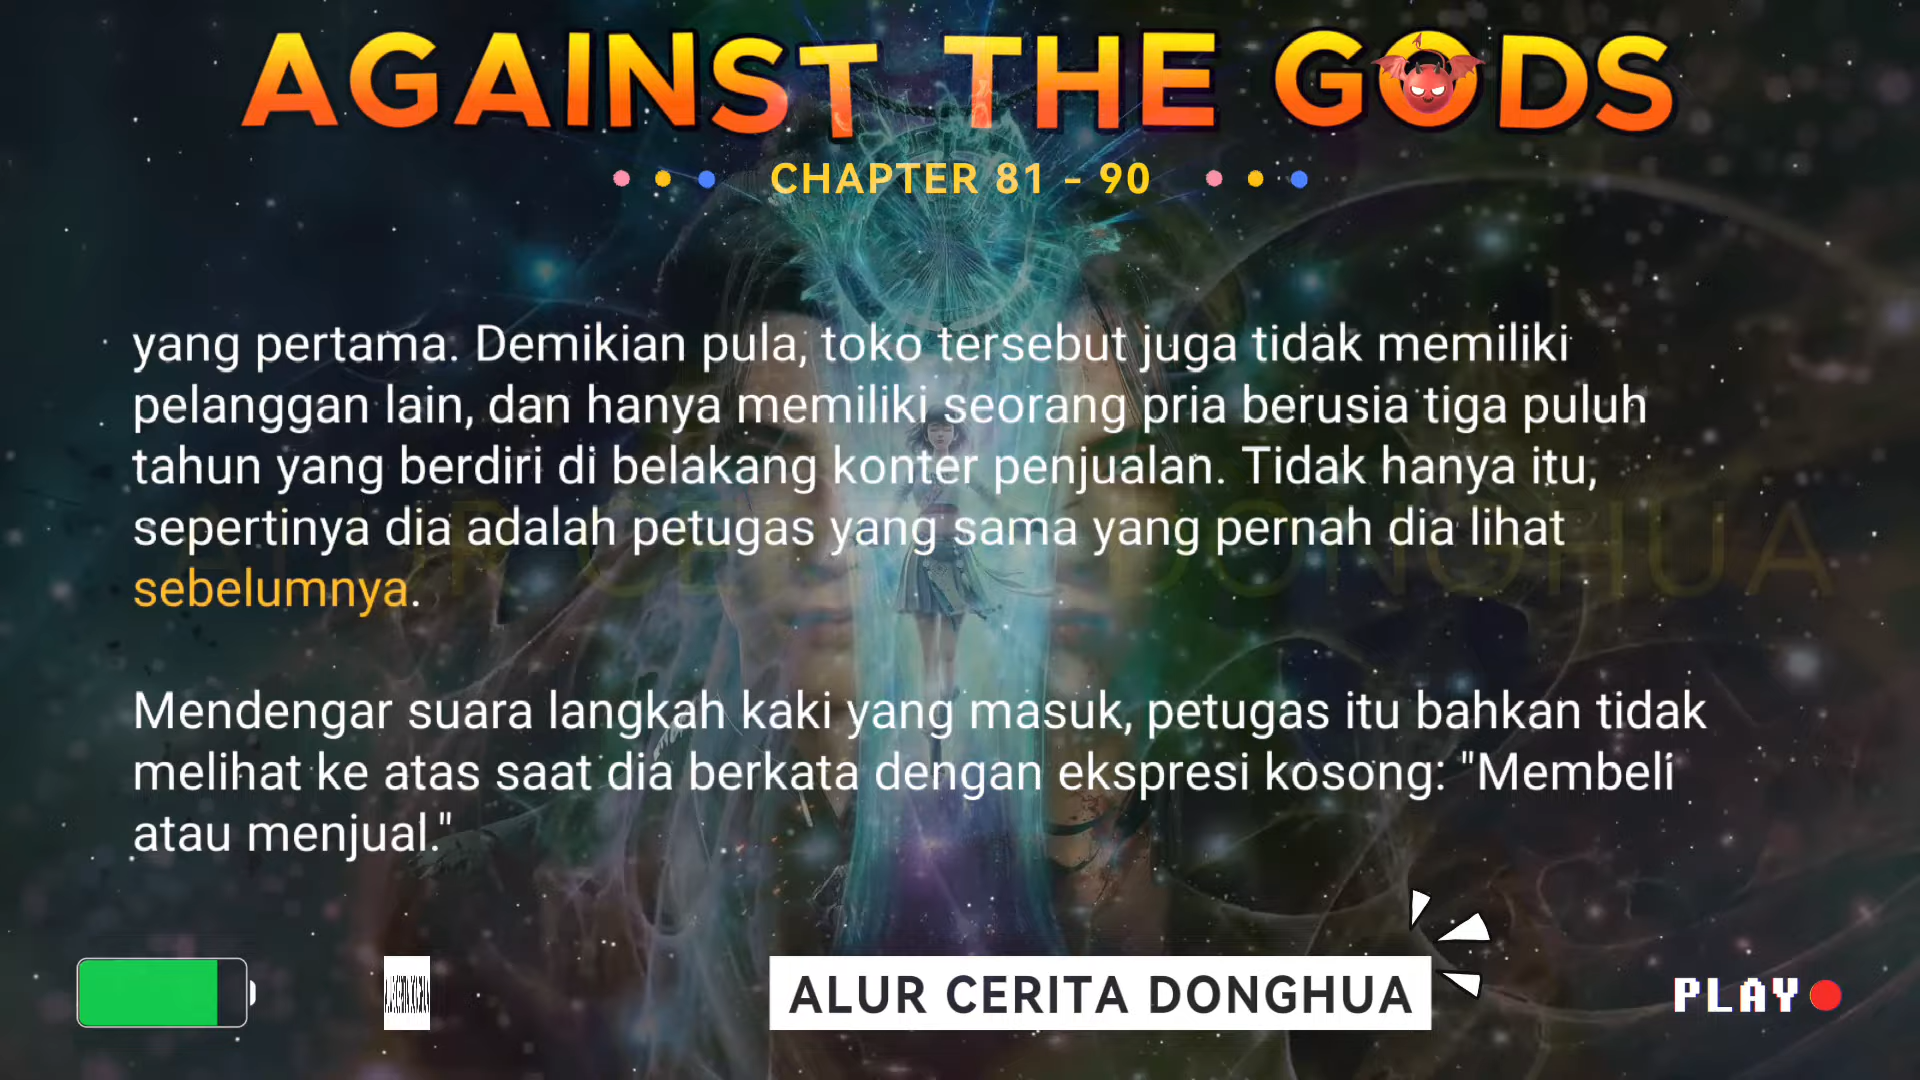 AGAINST THE GODS
CHAPTER 81 - 90
yang pertama. Demikian pula, toko tersebut juga tidak memiliki
pelanggan lain, dan hanya memiliki seorang pria berusia tiga puluh
tahun yang berdiri di belakang konter penjualan. Tidak hanya itu,
sepertinya dia adalah petugas yang sama yang pernah dia lihat
sebelumnya.
Mendengar suara langkah kaki yang masuk, petugas itu bahkan tidak
melihat ke atas saat dia berkata dengan ekspresi kosong: "Membeli
atau menjual."
ALUR CERITA DONGHUA
ALUR CERITA DONGHUA
PLAY